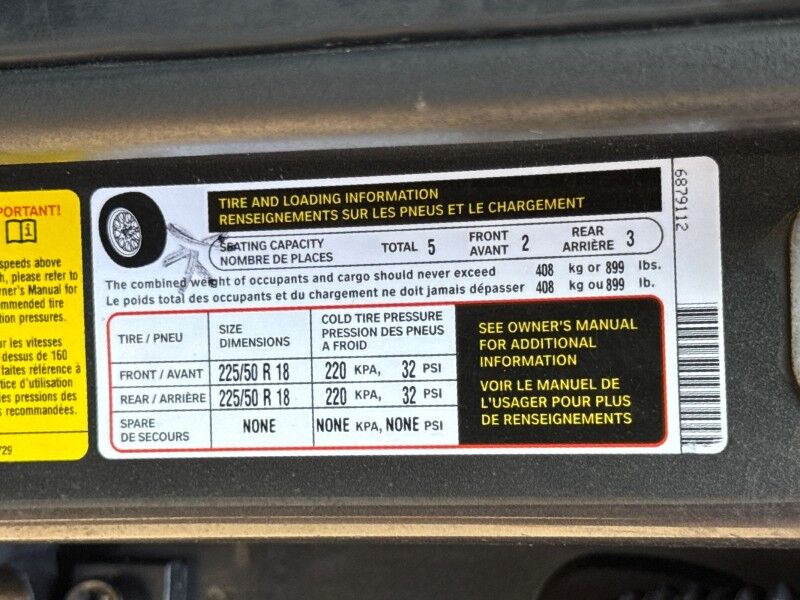 PORTANT!
speeds above
h, please refer to
wner's Manual for
mmended tire
tion pressures.
ur les vitesses
dessus de 160
faites référence à
tice d'utilisation
les pressions des
s recommandées.
729
TIRE AND LOADING INFORMATION
RENSEIGNEMENTS SUR LES PNEUS ET LE CHARGEMENT
SEATING CAPACITY
NOMBRE DE PLACES
TOTAL 5
FRONT
AVANT 2
REAR
ARRIÈRE 3
The combined weight of occupants and cargo should never exceed 408 kg or 899 lbs.
Le poids total des occupants et du chargement ne doit jamais dépasser 408 kg ou 899 lb.
TIRE / PNEU
SIZE
DIMENSIONS
COLD TIRE PRESSURE
PRESSION DES PNEUS
A FROID
FRONT / AVANT 225/50 R 18 220 KPA, 32 PSI
REAR / ARRIÈRE 225/50 R 18 220 KPA, 32 PSI
SPARE
DE SECOURS
NONE NONE KPA, NONE PSI
SEE OWNER'S MANUAL
FOR ADDITIONAL
INFORMATION
VOIR LE MANUEL DE
L'USAGER POUR PLUS
DE RENSEIGNEMENTS
6879112